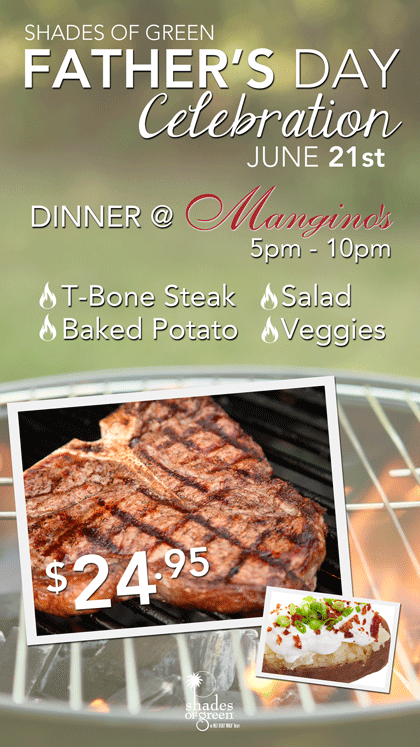 SHADES OF GREEN
FATHER'S DAY
Celebration
JUNE 21st
DINNER @ Mangino's
5pm - 10pm
T-Bone Steak
Salad
Baked Potato
Veggies
$24.95
shades
of green